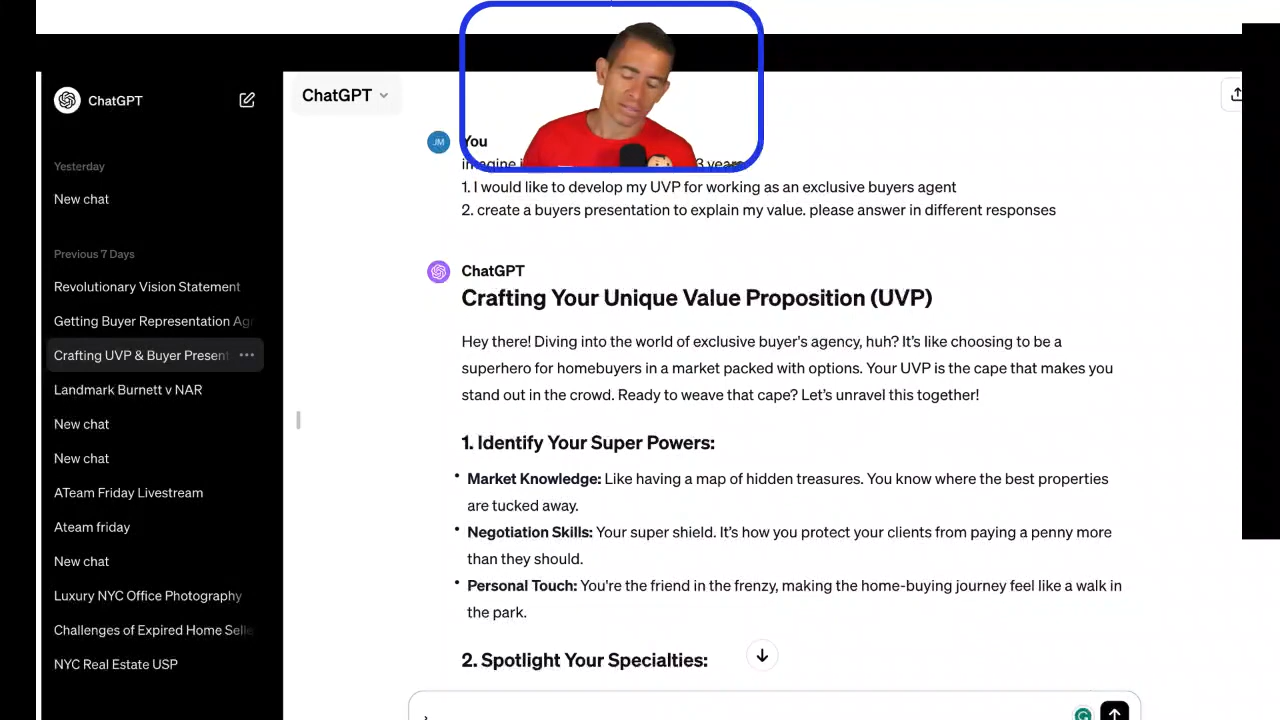 ChatGPT
Yesterday
New chat
Previous 7 Days
Revolutionary Vision Statement
Getting Buyer Representation Ag
Crafting UVP & Buyer Present
Landmark Burnett v NAR
New chat
New chat
ATeam Friday Livestream
Ateam friday
New chat
Luxury NYC Office Photography
Challenges of Expired Home Selle
NYC Real Estate USP
ChatGPT
JM
You
imagine 3 years
1. I would like to develop my UVP for working as an exclusive buyers agent
2. create a buyers presentation to explain my value. please answer in different responses
ChatGPT
Crafting Your Unique Value Proposition (UVP)
Hey there! Diving into the world of exclusive buyer's agency, huh? It's like choosing to be a
superhero for homebuyers in a market packed with options. Your UVP is the cape that makes you
stand out in the crowd. Ready to weave that cape? Let's unravel this together!
1. Identify Your Super Powers:
• Market Knowledge: Like having a map of hidden treasures. You know where the best properties
are tucked away.
• Negotiation Skills: Your super shield. It's how you protect your clients from paying a penny more
than they should.
• Personal Touch: You're the friend in the frenzy, making the home-buying journey feel like a walk in
the park.
2. Spotlight Your Specialties: